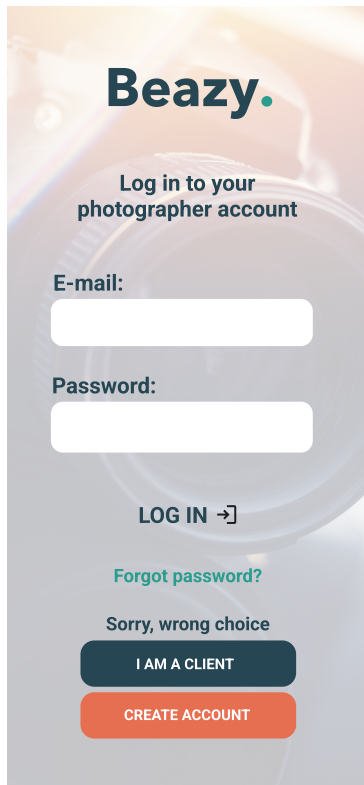 Beazy.
Log in to your
photographer account
E-mail:
Password:
LOG IN
Forgot password?
Sorry, wrong choice
I AM A CLIENT
CREATE ACCOUNT